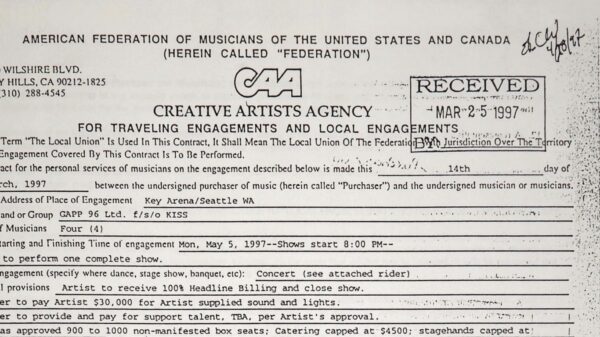 AMERICAN FEDERATION OF MUSICIANS OF THE UNITED STATES AND CANADA
(HEREIN CALLED "FEDERATION")
WILSHIRE BLVD.
Y HILLS, CA 90212-1825
(310) 288-4545
CAA
CREATIVE ARTISTS AGENCY
RECEIVED
MAR 25 1997
BY
FOR TRAVELING ENGAGEMENTS AND LOCAL ENGAGEMENTS
Term "The Local Union" Is Used In This Contract, It Shall Mean The Local Union Of The Federation Jurisdiction Over The Territory
Engagement Covered By This Contract Is To Be Performed.
act for the personal services of musicians on the engagement described below is made this 14th day of
rch, 1997 between the undersigned purchaser of music (herein called "Purchaser") and the undersigned musician or musicians.
Address of Place of Engagement Key Arena/Seattle WA
and or Group GAPP 96 Ltd. f/s/o KISS
of Musicians Four (4)
tarting and Finishing Time of engagement Mon, May 5, 1997--Shows start 8:00 PM--
to perform one complete show.
ngagement (specify where dance, stage show, banquet, etc): Concert (see attached rider)
l provisions Artist to receive 100% Headline Billing and close show.
er to pay Artist $30,000 for Artist supplied sound and lights.
er to provide and pay for support talent, TBA, per Artist's approval.
as approved 900 to 1000 non-manifested box seats; Catering capped at $4500; stagehands capped at